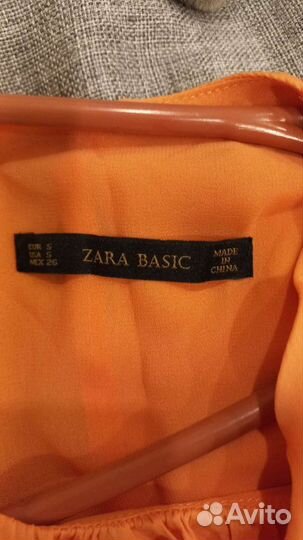 EUR S
USA S
MEX 26
ZARA BASIC
MADE
IN
CHINA
Avito